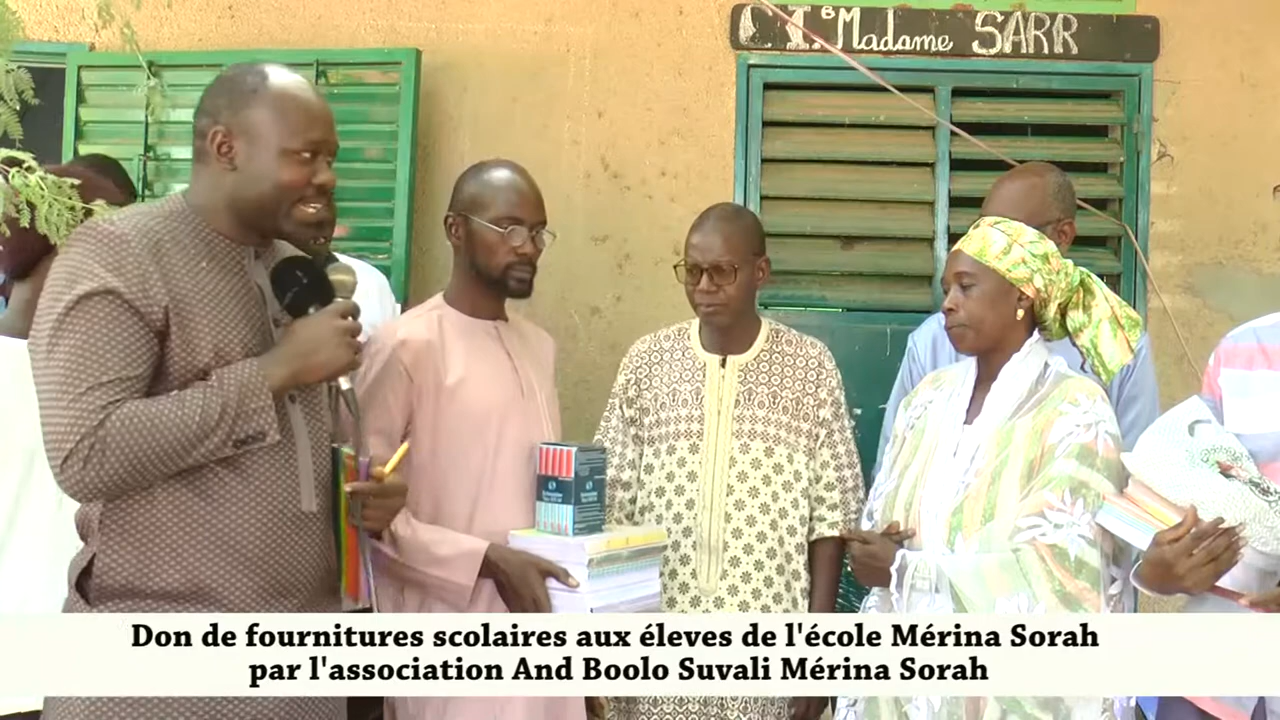 CI.B Madame SARR
Don de fournitures scolaires aux éleves de l'école Mérina Sorah
par l'association And Boolo Suvali Mérina Sorah